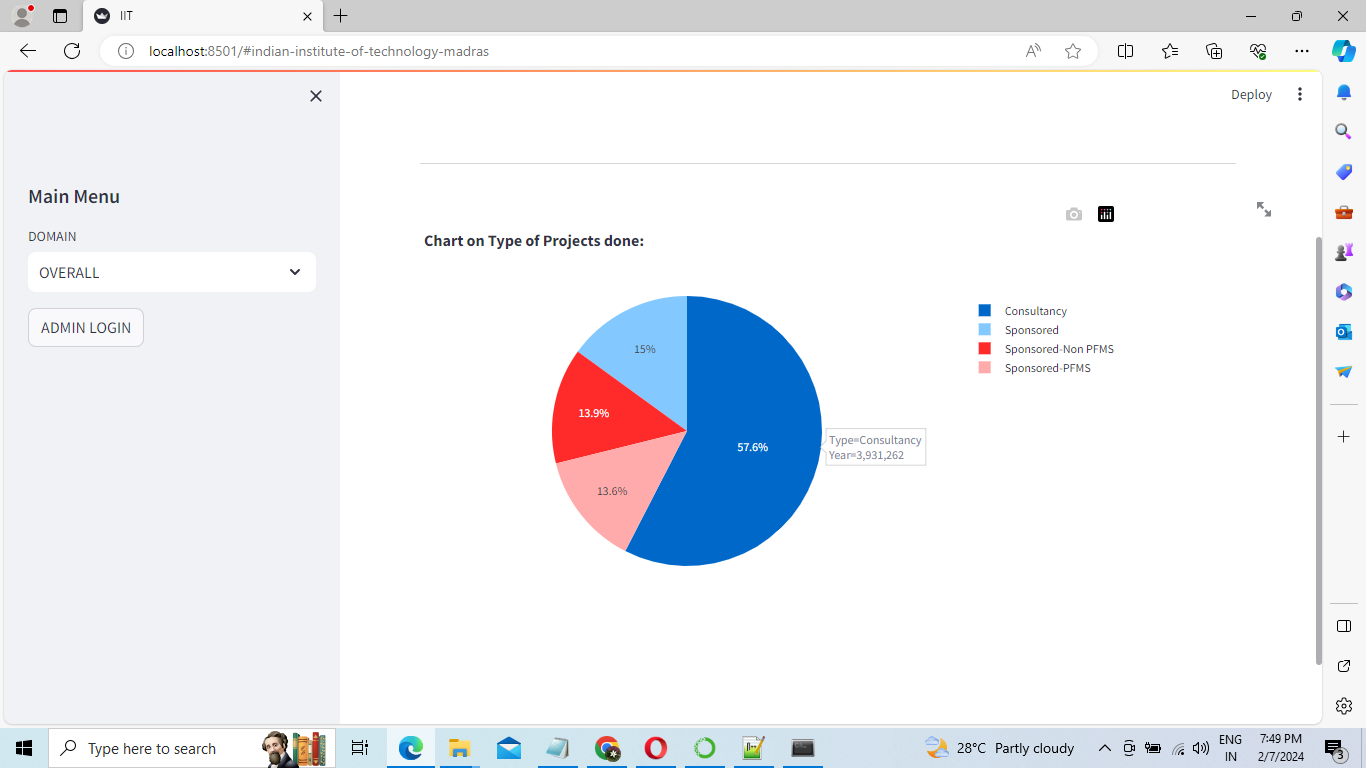 IIT
localhost:8501/#indian-institute-of-technology-madras
Deploy
Main Menu
DOMAIN
OVERALL
ADMIN LOGIN
Chart on Type of Projects done:
Consultancy
Sponsored
Sponsored-Non PFMS
Sponsored-PFMS
15%
13.9%
57.6%
13.6%
Type=Consultancy
Year=3,931,262
Type here to search
28°C Partly cloudy
ENG
IN
7:49 PM
2/7/2024
3